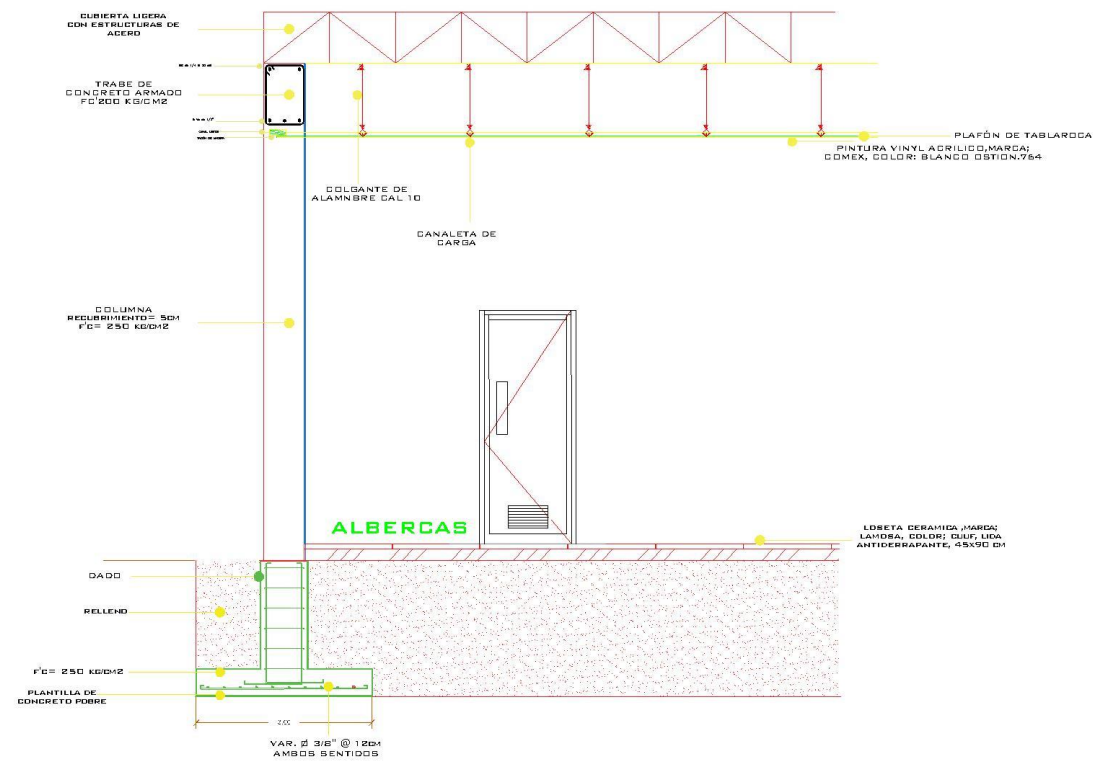 CUBIERTA LIGERA
CON ESTRUCTURAS DE
ACERO
TRABE DE
CONCRETO ARMADO
FC'200 KG/CM2
PLAFÓN DE TABLAROCA
PINTURA VINYL ACRILICO,MARCA;
COMEX, COLOR: BLANCO OSTION.764
COLGANTE DE
ALAMNBRE CAL 10
CANALETA DE
CARGA
COLUMNA
RECUBRIMIENTO= 5CM
F'C= 250 KG/CM2
ALBERCAS
LOSETA CERAMICA ,MARCA;
LAMOSA, COLOR; CUUF, LIDA
ANTIDERRAPANTE, 45X90 CM
DADO
RELLENO
F'C= 250 KG/CM2
PLANTILLA DE
CONCRETO POBRE
VAR. Ø 3/8" @ 12CM
AMBOS SENTIDOS